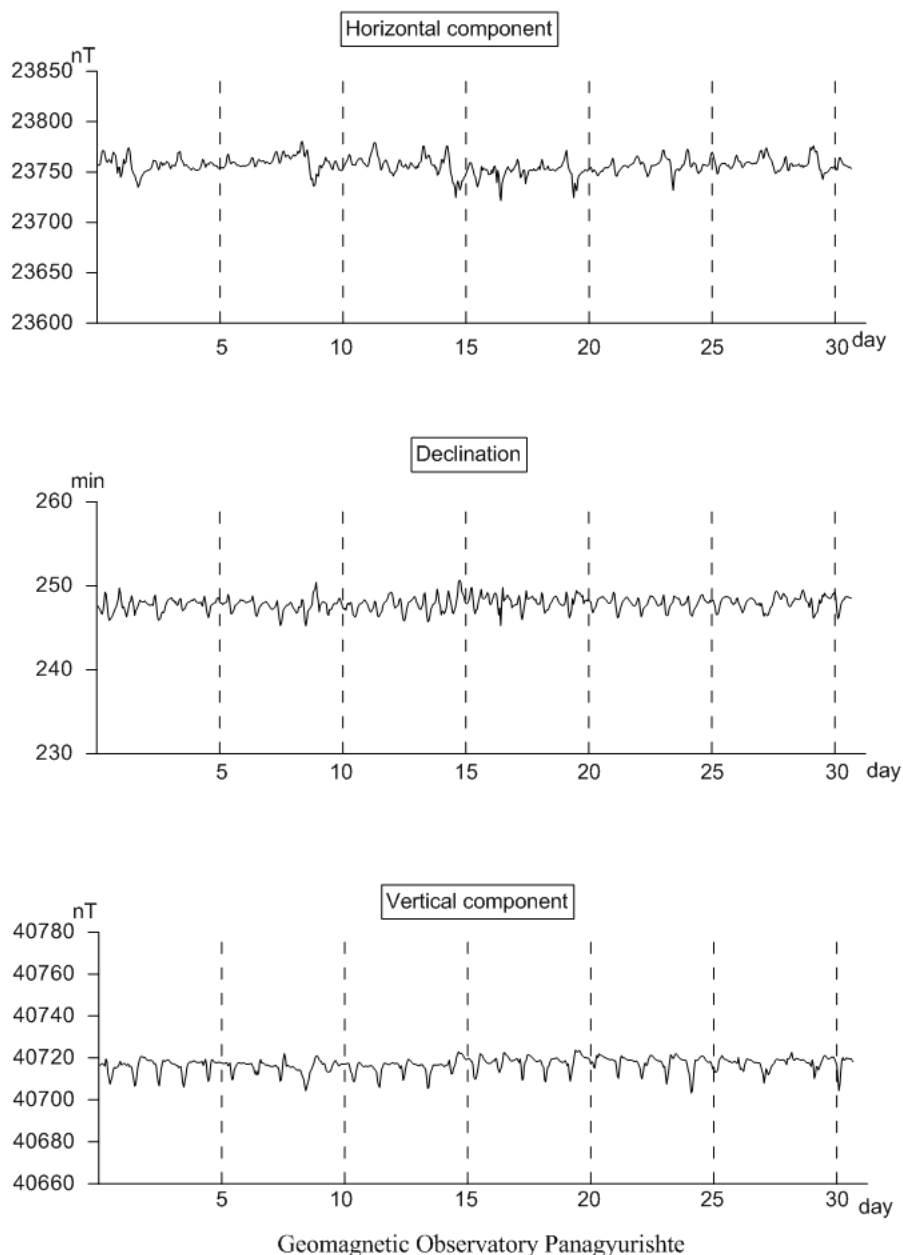 Horizontal component
nT
23850
23800
23750
23700
23650
23600
5 10 15 20 25 30 day
Declination
min
260
250
240
230
5 10 15 20 25 30 day
Vertical component
nT
40780
40760
40740
40720
40700
40680
40660
5 10 15 20 25 30 day
Geomagnetic Observatory Panagyurishte